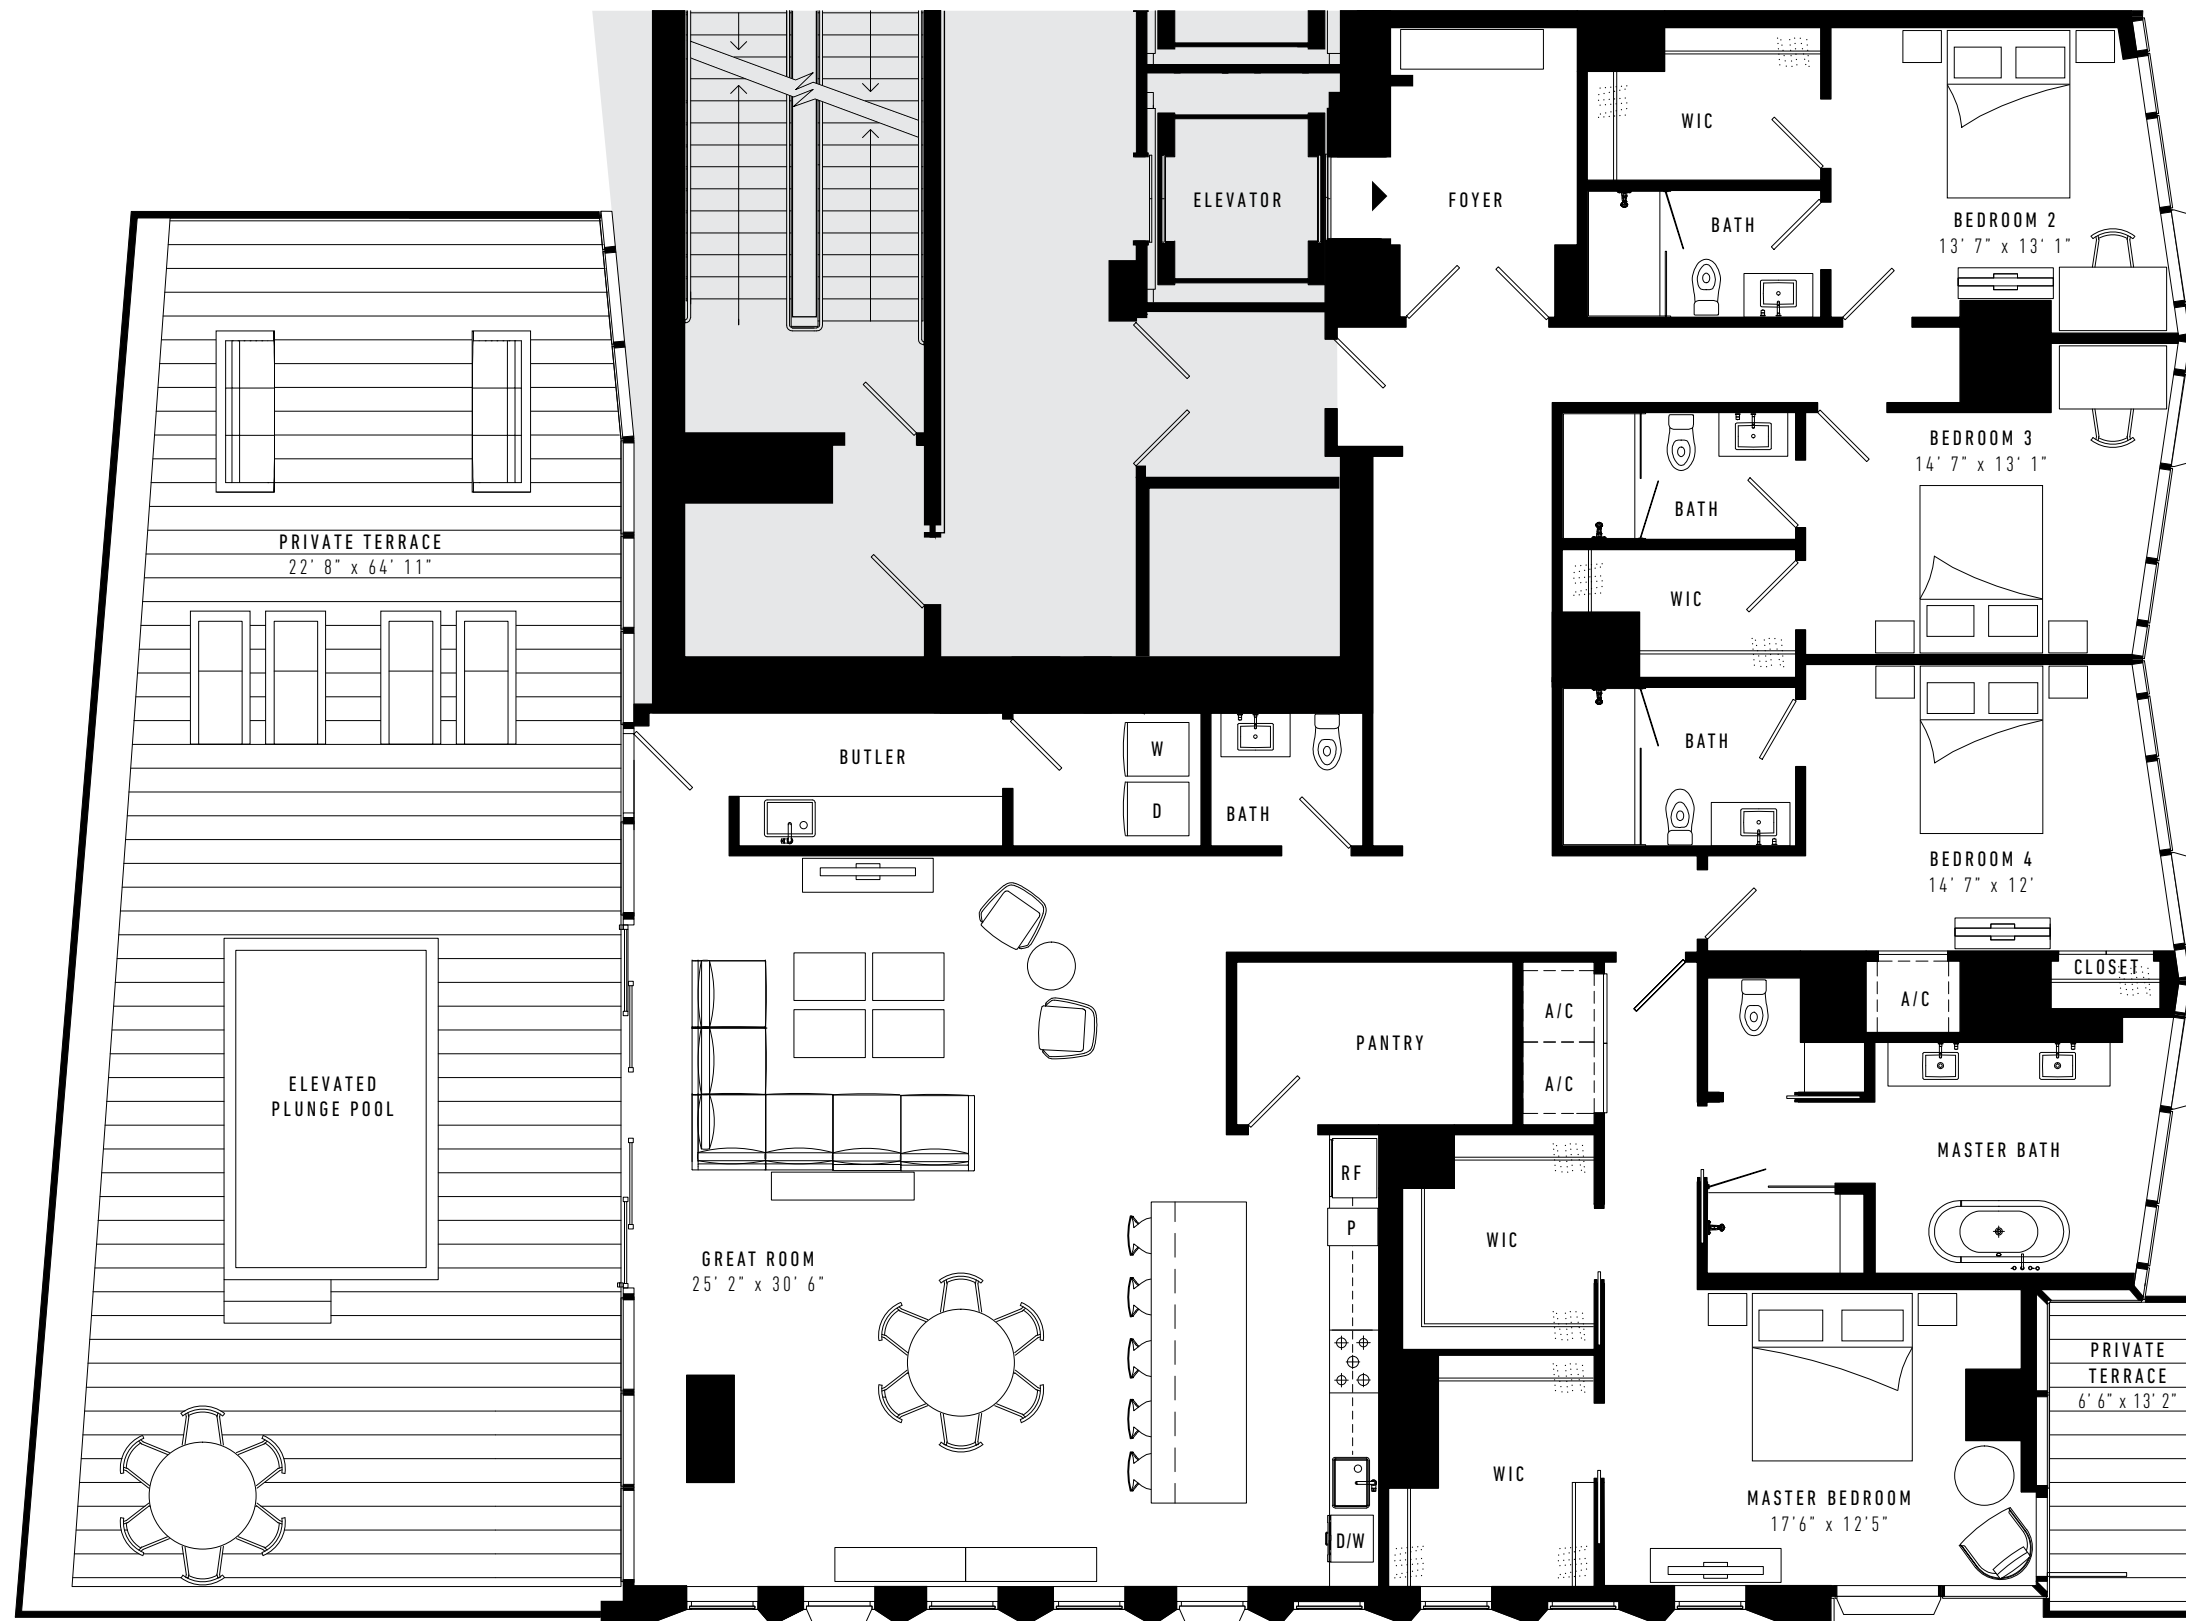 WIC
ELEVATOR
FOYER
BATH
BEDROOM 2
13' 7" x 13' 1"
BEDROOM 3
14' 7" x 13' 1"
BATH
PRIVATE TERRACE
22' 8" x 64' 11"
WIC
BATH
BUTLER
W
D
BATH
BEDROOM 4
14' 7" x 12'
CLOSET
A/C
A/C
A/C
PANTRY
ELEVATED
PLUNGE POOL
MASTER BATH
RF
P
WIC
GREAT ROOM
25' 2" x 30' 6"
PRIVATE
TERRACE
6' 6" x 13' 2"
WIC
MASTER BEDROOM
17'6" x 12'5"
D/W